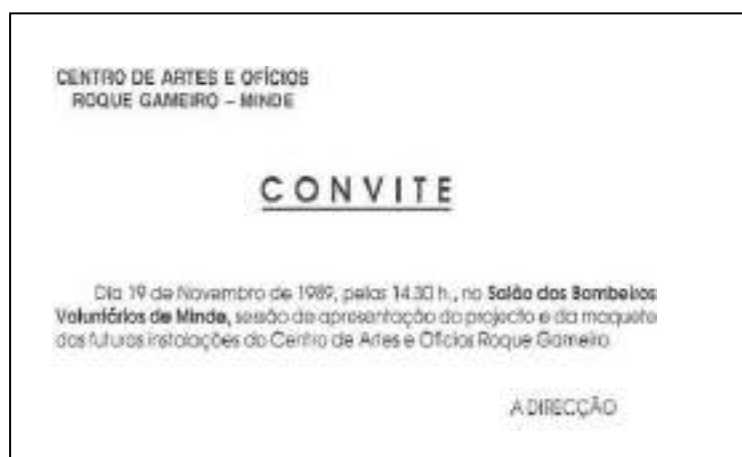 CENTRO DE ARTES E OFÍCIOS
ROQUE GAMEIRO – MINDE
CONVITE
Dia 19 de Novembro de 1989, pelas 14.30 h., no Salão dos Bombeiros
Voluntários de Minde, sessão de apresentação do projecto e da maquete
das futuras instalações do Centro de Artes e Ofícios Roque Gameiro
A DIRECÇÃO